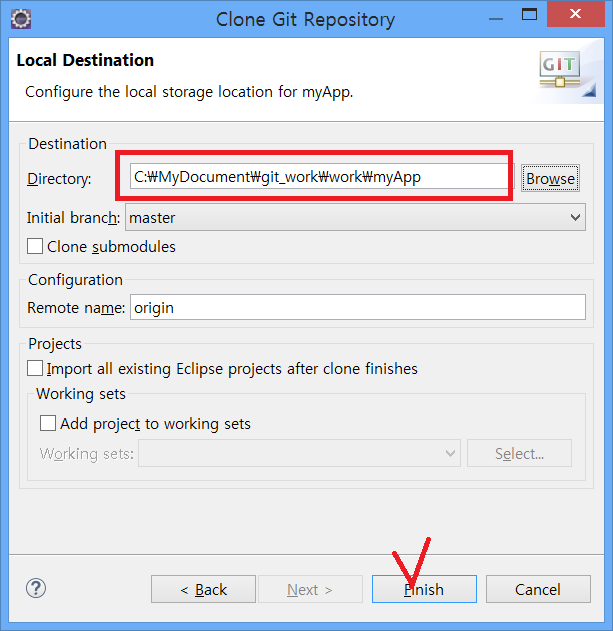 Clone Git Repository
Local Destination
Configure the local storage location for myApp.
GIT
Destination
Directory: C:₩MyDocument₩git_work₩work₩myApp Browse
Initial branch: master
Clone submodules
Configuration
Remote name: origin
Projects
Import all existing Eclipse projects after clone finishes
Working sets
Add project to working sets
Working sets: Select...
? < Back Next > Finish Cancel